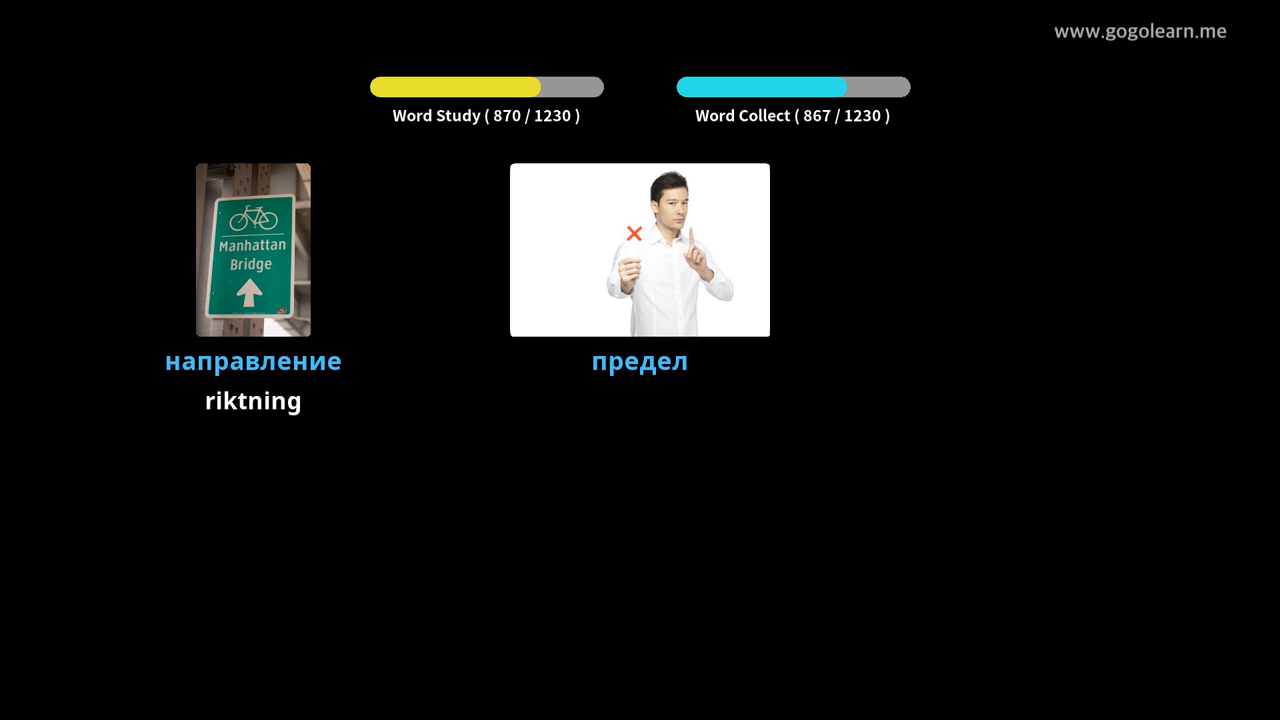 www.gogolearn.me
Word Study ( 870 / 1230 )
Word Collect ( 867 / 1230 )
Manhattan
Bridge
направление
riktning
предел